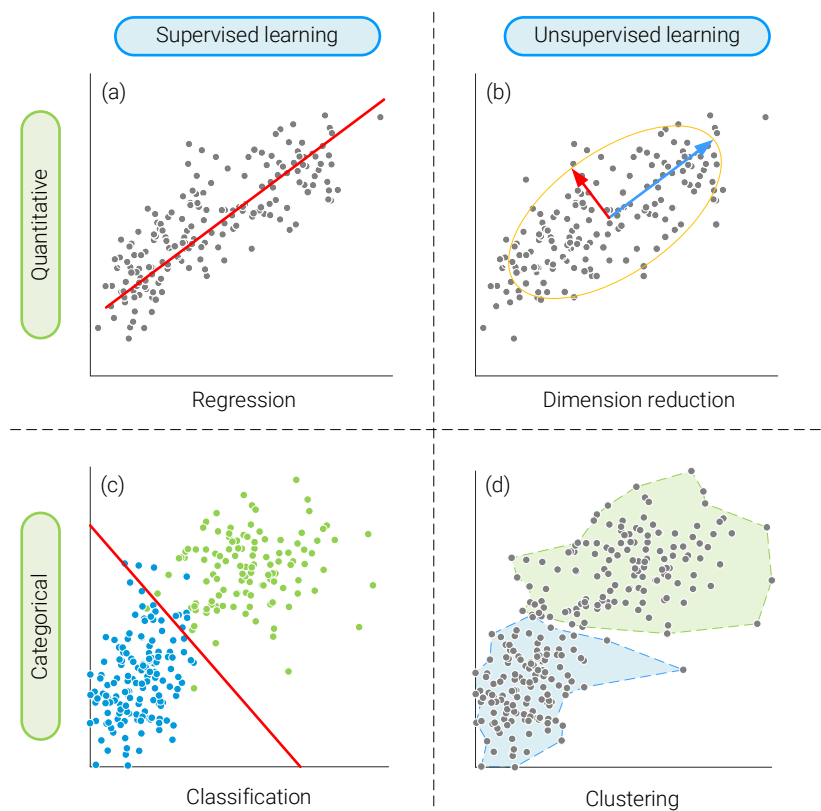 Supervised learning
Unsupervised learning
Quantitative
(a)
(b)
Regression
Dimension reduction
Categorical
(c)
(d)
Classification
Clustering